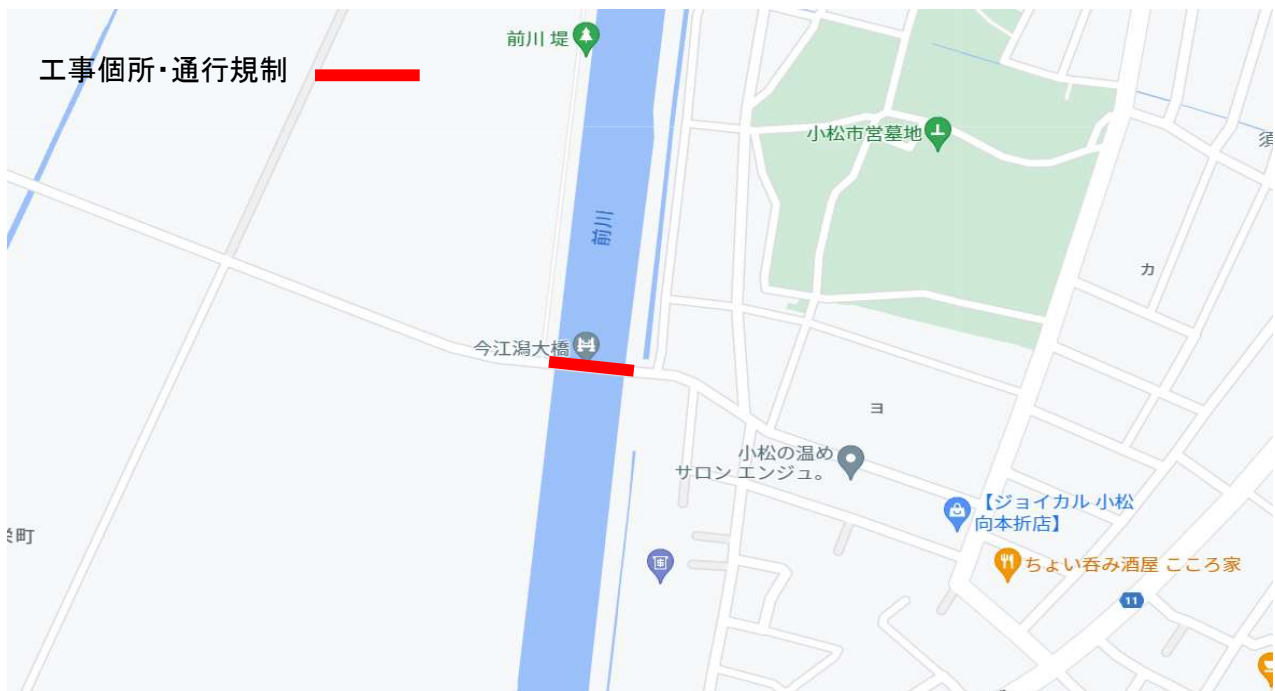 前川 堤
工事個所・通行規制
小松市営墓地
須
前川
カ
今江潟大橋
ヨ
小松の温め
サロン エンジュ。
【ジョイカル 小松
向本折店】
栄町
ちょい呑み酒屋 こころ家
11